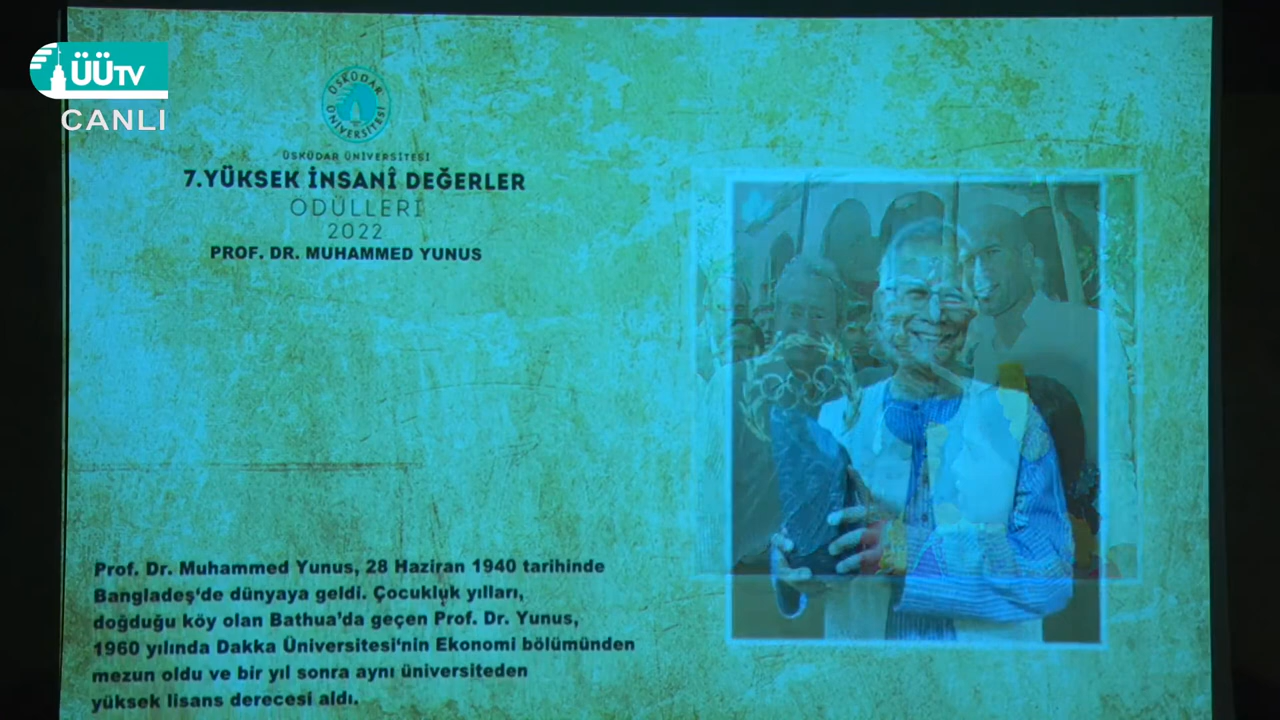 ÜÜTV
CANLI
ÜSKÜDAR ÜNİVERSİTESİ
ÜSKÜDAR ÜNİVERSİTESİ
7.YÜKSEK İNSANÎ DEĞERLER
ÖDÜLLERİ
2022
PROF. DR. MUHAMMED YUNUS
Prof. Dr. Muhammed Yunus, 28 Haziran 1940 tarihinde
Bangladeş‘de dünyaya geldi. Çocukluk yılları,
doğduğu köy olan Bathua’da geçen Prof. Dr. Yunus,
1960 yılında Dakka Üniversitesi‘nin Ekonomi bölümünden
mezun oldu ve bir yıl sonra aynı üniversiteden
yüksek lisans derecesi aldı.